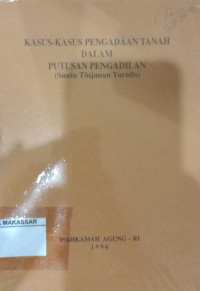 KASUS-KASUS PENGADAAN TANAH
DALAM
PUTUSAN PENGADILAN
(Suatu Tinjauan Yuridis)
MAKASSAR
MAHKAMAH AGUNG - RI
1996